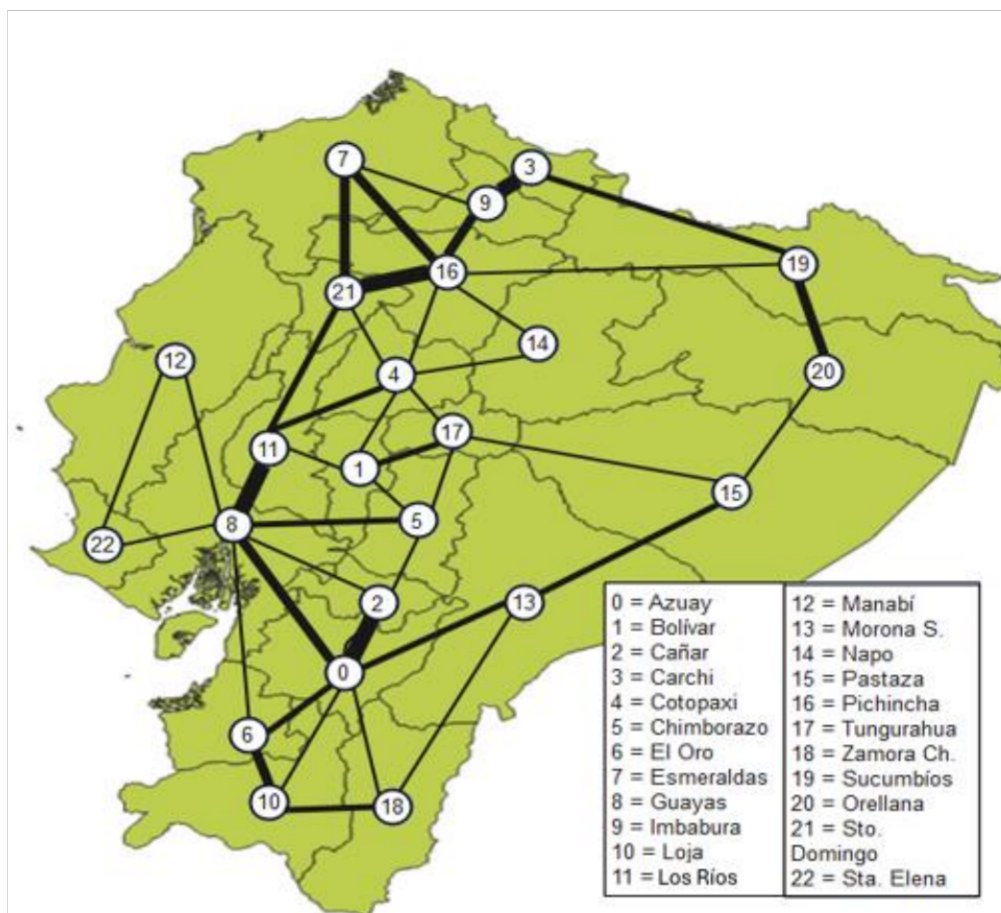 7
3
9
19
16
21
14
12
4
20
17
11
1
15
5
8
22
2
13
0
6
10
18
0 = Azuay
1 = Bolívar
2 = Cañar
3 = Carchi
4 = Cotopaxi
5 = Chimborazo
6 = El Oro
7 = Esmeraldas
8 = Guayas
9 = Imbabura
10 = Loja
11 = Los Ríos
12 = Manabí
13 = Morona S.
14 = Napo
15 = Pastaza
16 = Pichincha
17 = Tungurahua
18 = Zamora Ch.
19 = Sucumbíos
20 = Orellana
21 = Sto.
Domingo
22 = Sta. Elena